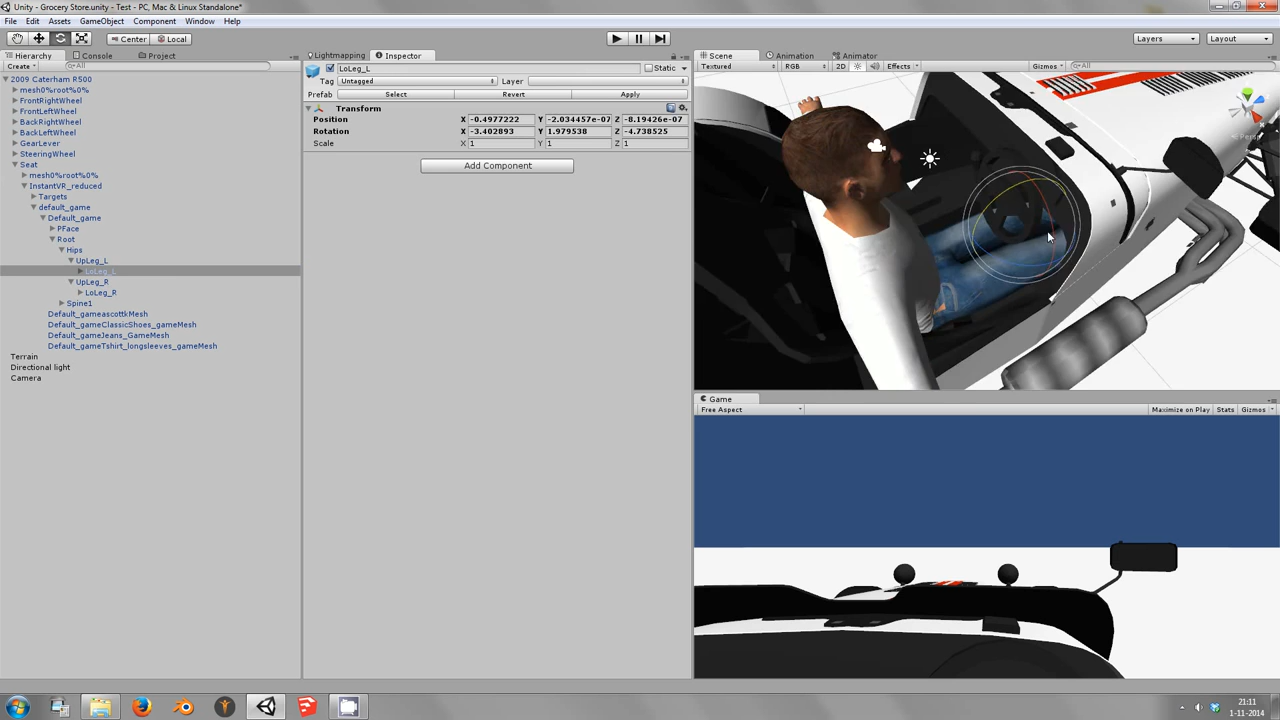 Unity - Grocery Store.unity - Test - PC, Mac & Linux Standalone*
File Edit Assets GameObject Component Window Help
Center Local Layers Layout
Hierarchy Console Project
Create All
2009 Caterham R500
mesh0%root%0%
FrontRightWheel
FrontLeftWheel
BackRightWheel
BackLeftWheel
GearLever
SteeringWheel
Seat
mesh0%root%0%
InstantVR_reduced
Targets
default_game
Default_game
PFace
Root
Hips
UpLeg_L
LoLeg_L
UpLeg_R
LoLeg_R
Spine1
Default_gameascottkMesh
Default_gameClassicShoes_gameMesh
Default_gameJeans_GameMesh
Default_gameTshirt_longsleeves_gameMesh
Terrain
Directional light
Camera
Lightmapping Inspector
LoLeg_L Static
Tag Untagged Layer
Prefab Select Revert Apply
Transform
Position X -0.4977222 Y -2.034457e-07 Z -8.19426e-07
Rotation X -3.402893 Y 1.979538 Z -4.738525
Scale X 1 Y 1 Z 1
Add Component
Scene Animation Animator
Textured RGB 2D Effects Gizmos All
Persp
Game
Free Aspect Maximize on Play Stats Gizmos
21:11
1-11-2014